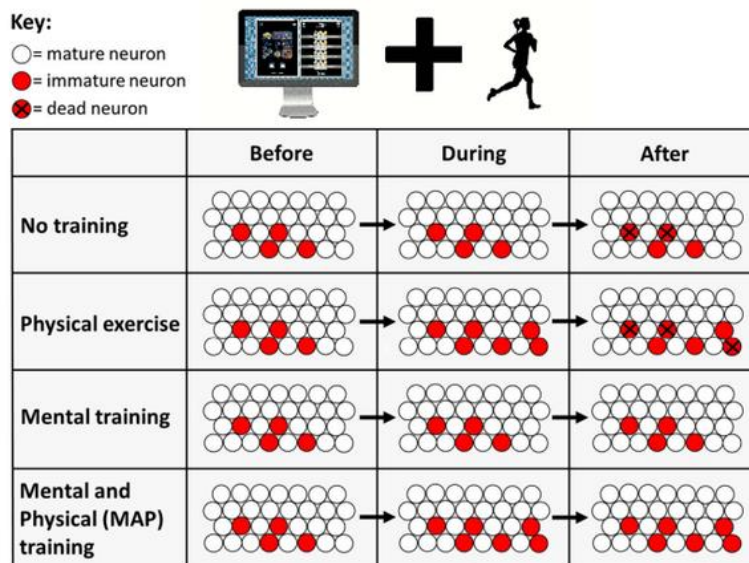 Key:
= mature neuron
= immature neuron
= dead neuron
Before During After
No training
Physical exercise
Mental training
Mental and
Physical (MAP)
training